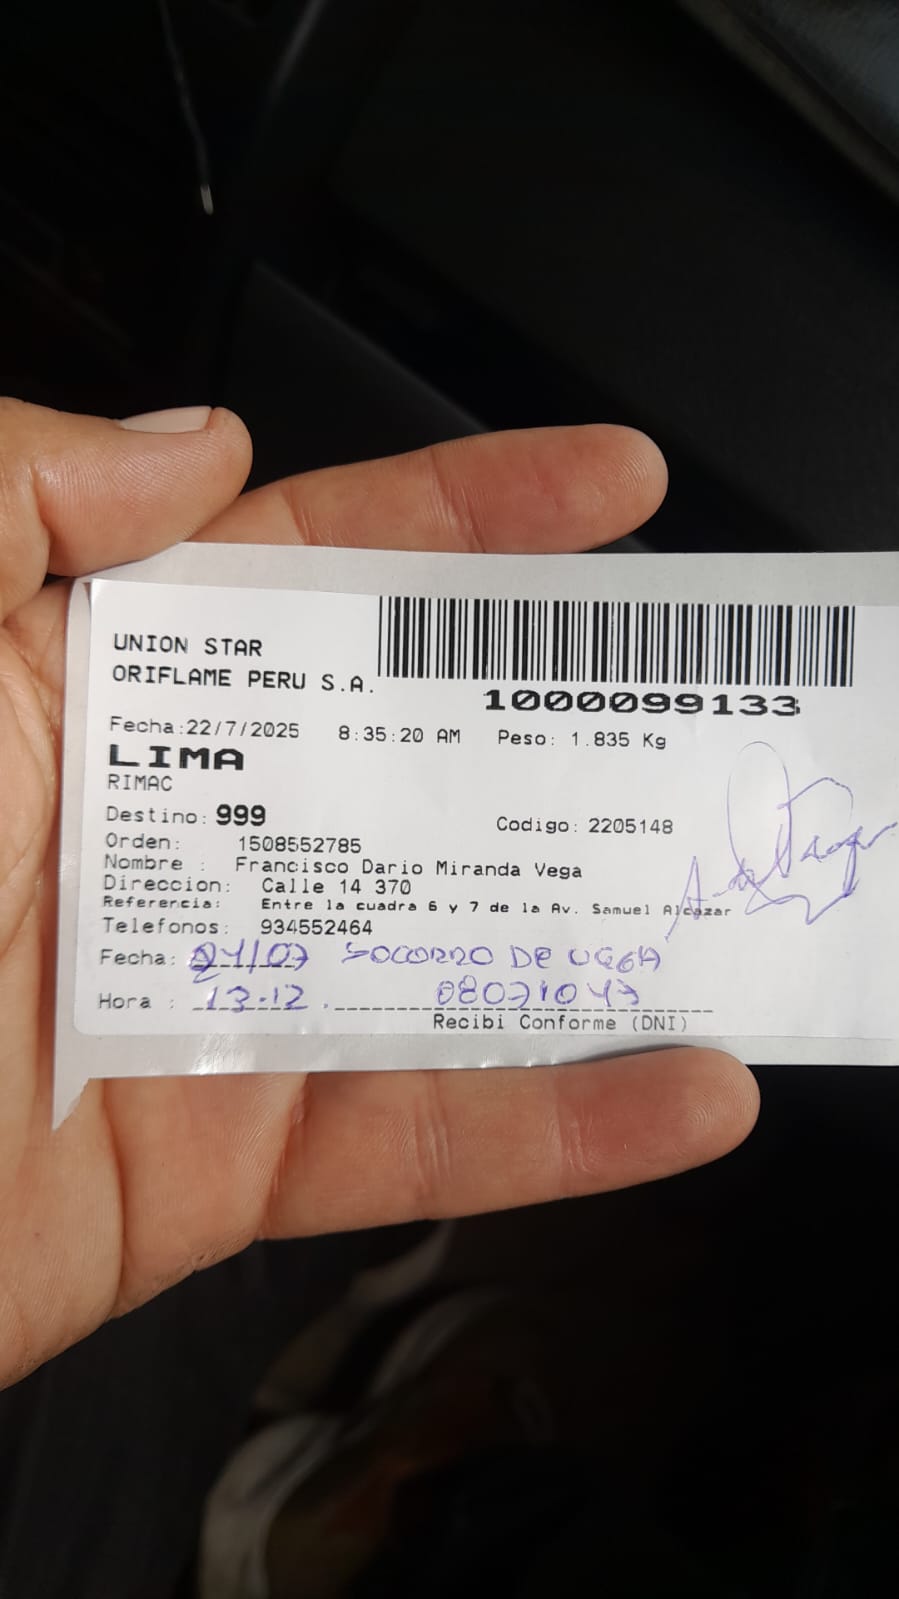 UNION STAR
ORIFLAME PERU S.A.
1000099133
Fecha:22/7/2025 8:35:20 AM Peso: 1.835 Kg
LIMA
RIMAC
Destino: 999 Codigo: 2205148
Orden: 1508552785
Nombre : Francisco Dario Miranda Vega
Direccion: Calle 14 370
Referencia: Entre la cuadra 6 y 7 de la Av. Samuel Alcazar
Telefonos: 934552464
Fecha: 24/07 SOCORRO DE VEGA
Hora : 13.12 . 08031047
Recibi Conforme (DNI)